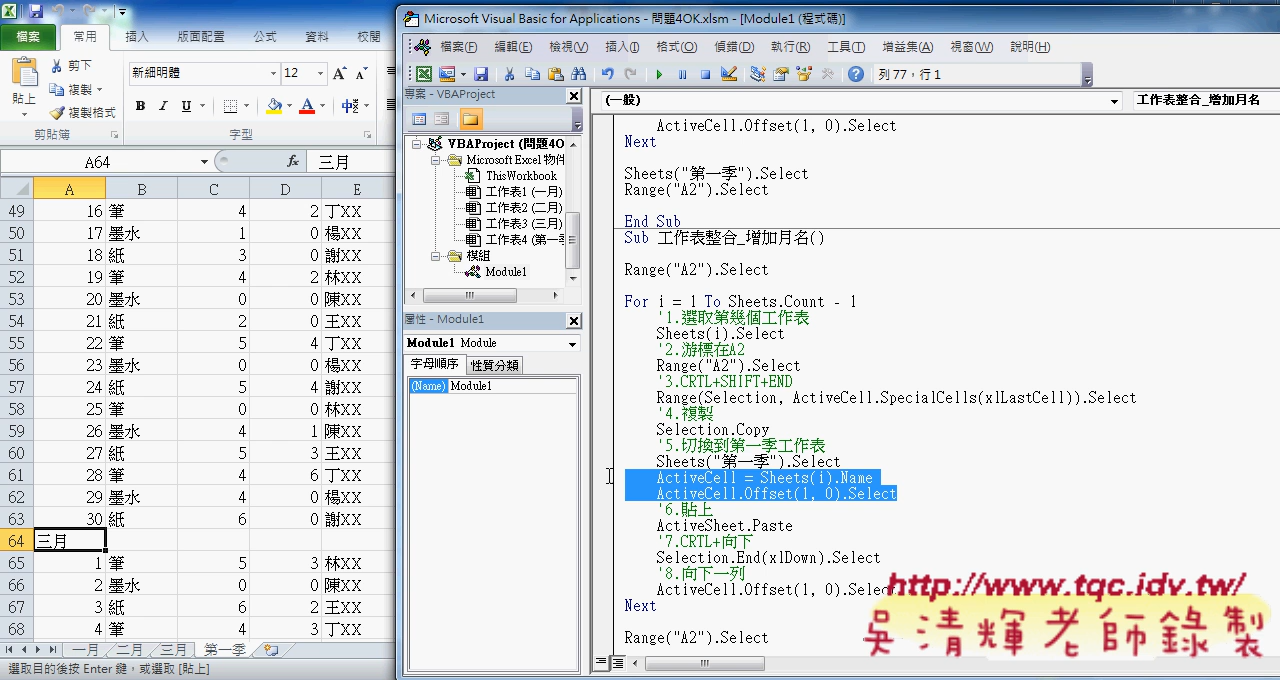 檔案 常用 插入 版面配置 公式 資料 校閱
貼上 剪下 複製 複製格式
剪貼簿
新細明體 12
B I U
字型
A64 fx 三月
A B C D E
49 16 筆 4 2 丁XX
50 17 墨水 1 0 楊XX
51 18 紙 3 0 謝XX
52 19 筆 4 2 林XX
53 20 墨水 0 0 陳XX
54 21 紙 2 0 王XX
55 22 筆 5 4 丁XX
56 23 墨水 0 0 楊XX
57 24 紙 5 4 謝XX
58 25 筆 0 0 林XX
59 26 墨水 4 1 陳XX
60 27 紙 5 3 王XX
61 28 筆 4 6 丁XX
62 29 墨水 4 0 楊XX
63 30 紙 6 0 謝XX
64 三月
65 1 筆 5 3 林XX
66 2 墨水 0 0 陳XX
67 3 紙 6 2 王XX
68 4 筆 4 3 丁XX
一月 二月 三月 第一季
選取目的後按 Enter 鍵，或選取 [貼上]
Microsoft Visual Basic for Applications - 問題4OK.xlsm - [Module1 (程式碼)]
檔案(F) 編輯(E) 檢視(V) 插入(I) 格式(O) 偵錯(D) 執行(R) 工具(T) 增益集(A) 視窗(W) 說明(H)
列 77，行 1
專案 - VBAProject
VBAProject (問題4O
Microsoft Excel 物件
ThisWorkbook
工作表1 (一月)
工作表2 (二月)
工作表3 (三月)
工作表4 (第一季
模組
Module1
屬性 - Module1
Module1 Module
字母順序 性質分類
(Name) Module1
(一般) 工作表整合_增加月名
ActiveCell.Offset(1, 0).Select
Next
Sheets("第一季").Select
Range("A2").Select
End Sub
Sub 工作表整合_增加月名()
Range("A2").Select
For i = 1 To Sheets.Count - 1
'1.選取第幾個工作表
Sheets(i).Select
'2.游標在A2
Range("A2").Select
'3.CRTL+SHIFT+END
Range(Selection, ActiveCell.SpecialCells(xlLastCell)).Select
'4.複製
Selection.Copy
'5.切換到第一季工作表
Sheets("第一季").Select
ActiveCell = Sheets(i).Name
ActiveCell.Offset(1, 0).Select
'6.貼上
ActiveSheet.Paste
'7.CRTL+向下
Selection.End(xlDown).Select
'8.向下一列
ActiveCell.Offset(1, 0).Select
Next
Range("A2").Select
http://www.tqc.idv.tw/
吳清輝老師錄製